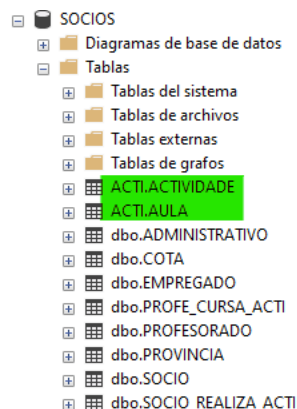 SOCIOS
Diagramas de base de datos
Tablas
Tablas del sistema
Tablas de archivos
Tablas externas
Tablas de grafos
ACTI.ACTIVIDADE
ACTI.AULA
dbo.ADMINISTRATIVO
dbo.COTA
dbo.EMPREGADO
dbo.PROFE_CURSA_ACTI
dbo.PROFESORADO
dbo.PROVINCIA
dbo.SOCIO
dbo.SOCIO_REALIZA_ACTI